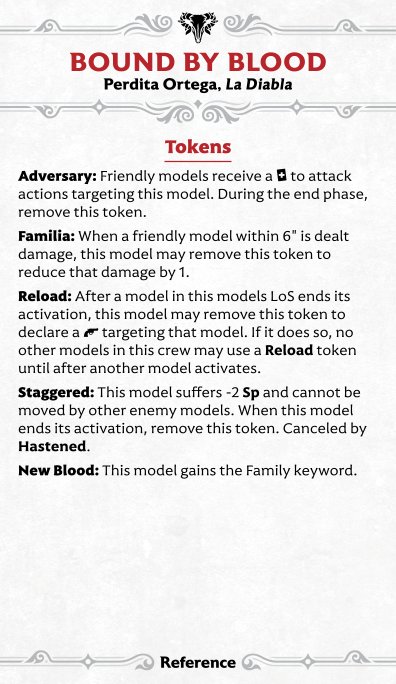 BOUND BY BLOOD
Perdita Ortega, La Diabla
Tokens
Adversary: Friendly models receive a to attack
actions targeting this model. During the end phase,
remove this token.
Familia: When a friendly model within 6" is dealt
damage, this model may remove this token to
reduce that damage by 1.
Reload: After a model in this models LoS ends its
activation, this model may remove this token to
declare a targeting that model. If it does so, no
other models in this crew may use a Reload token
until after another model activates.
Staggered: This model suffers -2 Sp and cannot be
moved by other enemy models. When this model
ends its activation, remove this token. Canceled by
Hastened.
New Blood: This model gains the Family keyword.
Reference